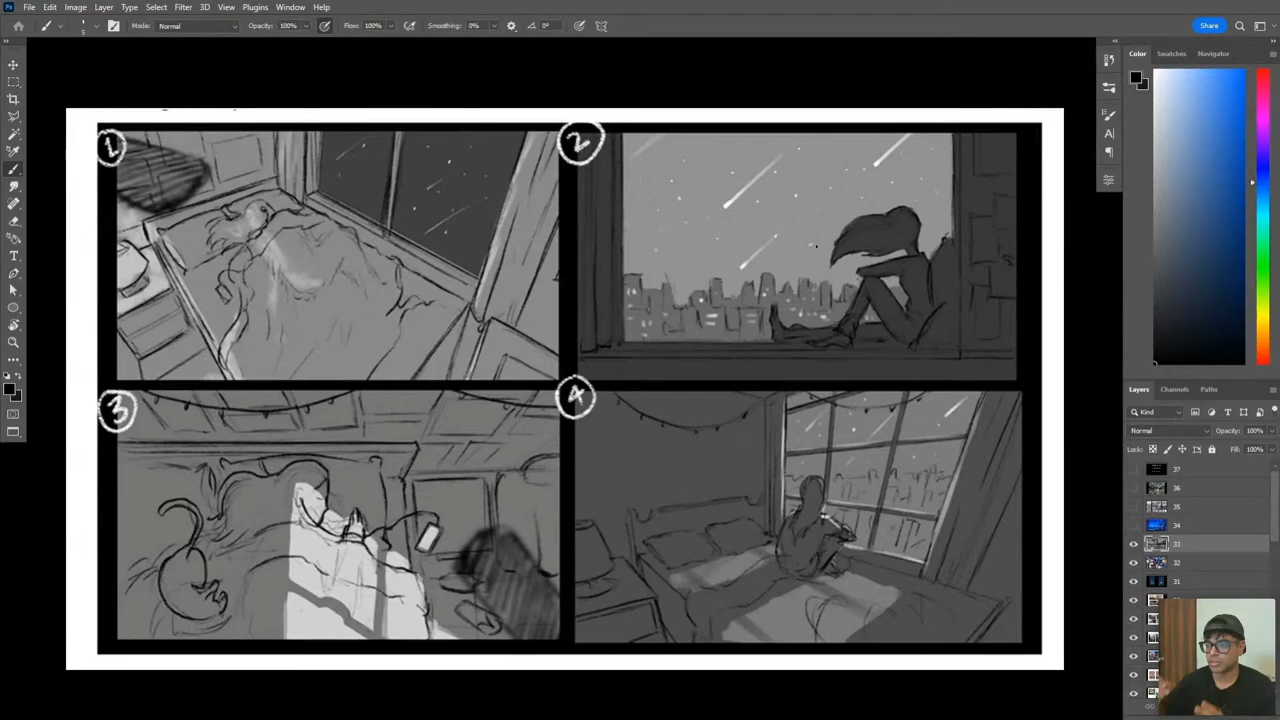 File Edit Image Layer Type Select Filter 3D View Plugins Window Help
5 Mode: Normal Opacity: 100% Flow: 100% Smoothing: 0% 0° Share
Color Swatches Navigator
1
2
3
4
Layers Channels Paths
Kind
Normal Opacity: 100%
Lock: Fill: 100%
37
36
35
34
33
32
31